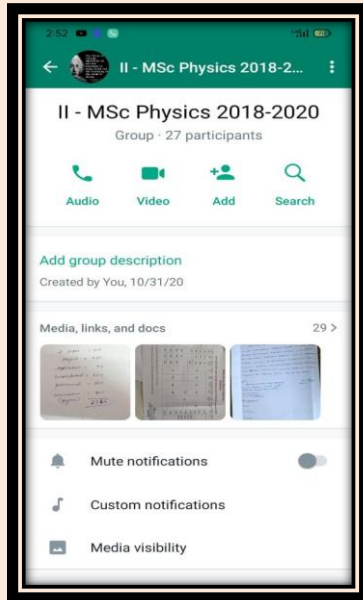 2:52
II - MSc Physics 2018-2...
II - MSc Physics 2018-2020
Group · 27 participants
Audio Video Add Search
Add group description
Created by You, 10/31/20
Media, links, and docs 29 >
Mute notifications
Custom notifications
Media visibility